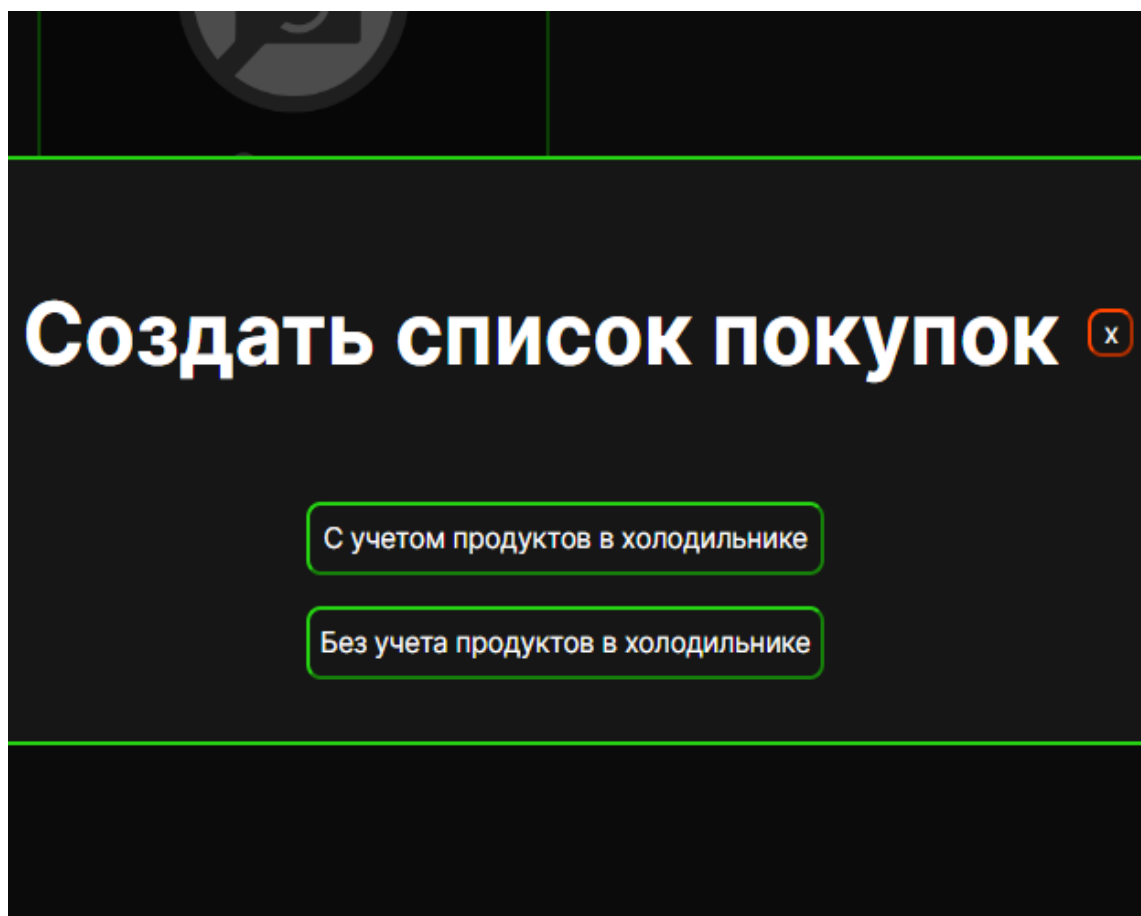 Создать список покупок x
С учетом продуктов в холодильнике
Без учета продуктов в холодильнике